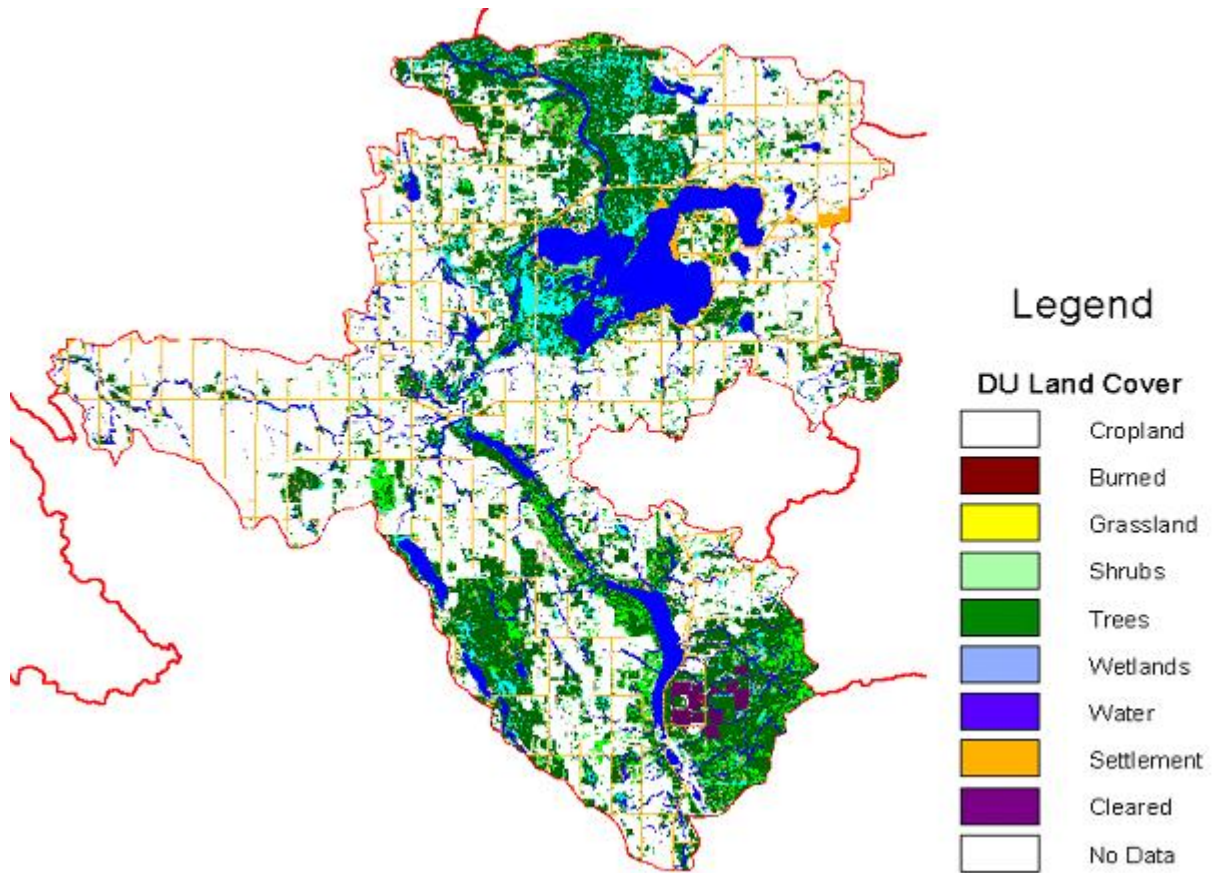 Legend
DU Land Cover
Cropland
Burned
Grassland
Shrubs
Trees
Wetlands
Water
Settlement
Cleared
No Data